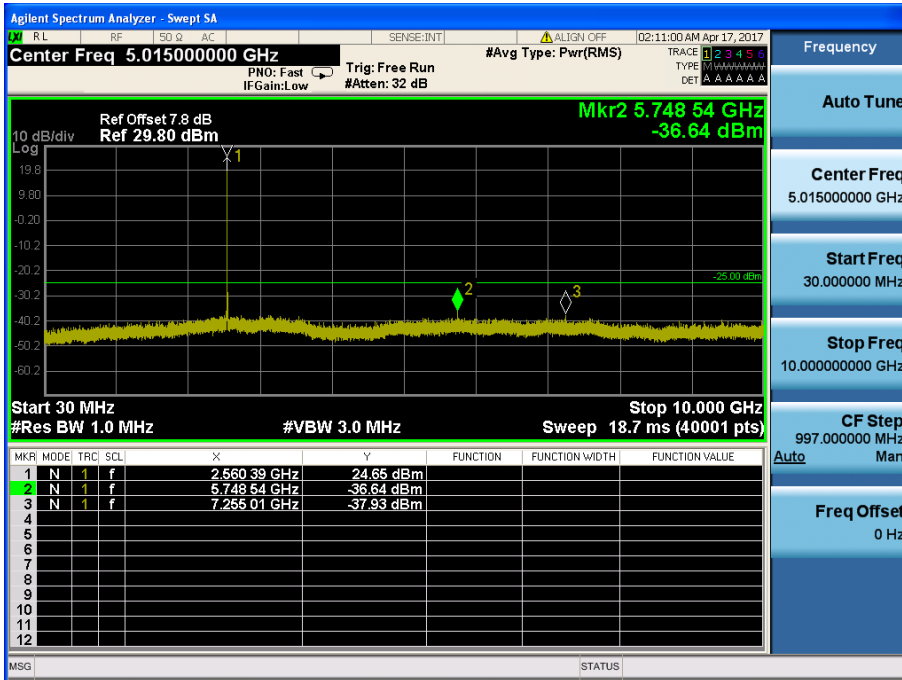 Agilent Spectrum Analyzer - Swept SA
LXI RL RF 50 Ω AC SENSE:INT ALIGN OFF 02:11:00 AM Apr 17, 2017
Center Freq 5.015000000 GHz #Avg Type: Pwr(RMS) TRACE 1 2 3 4 5 6
PNO: Fast Trig: Free Run TYPE M
IFGain:Low #Atten: 32 dB DET A A A A A A
Mkr2 5.748 54 GHz
-36.64 dBm
Ref Offset 7.8 dB
10 dB/div Ref 29.80 dBm
Log
1
19.8
9.80
-0.20
-10.2
-20.2
-25.00 dBm
-30.2
2
3
-40.2
-50.2
-60.2
Start 30 MHz Stop 10.000 GHz
#Res BW 1.0 MHz #VBW 3.0 MHz Sweep 18.7 ms (40001 pts)
MKR MODE TRC SCL X Y FUNCTION FUNCTION WIDTH FUNCTION VALUE
1 N 1 f 2.560 39 GHz 24.65 dBm
2 N 1 f 5.748 54 GHz -36.64 dBm
3 N 1 f 7.255 01 GHz -37.93 dBm
4
5
6
7
8
9
10
11
12
MSG STATUS
Frequency
Auto Tune
Center Freq
5.015000000 GHz
Start Freq
30.000000 MHz
Stop Freq
10.000000000 GHz
CF Step
997.000000 MHz
Auto Man
Freq Offset
0 Hz